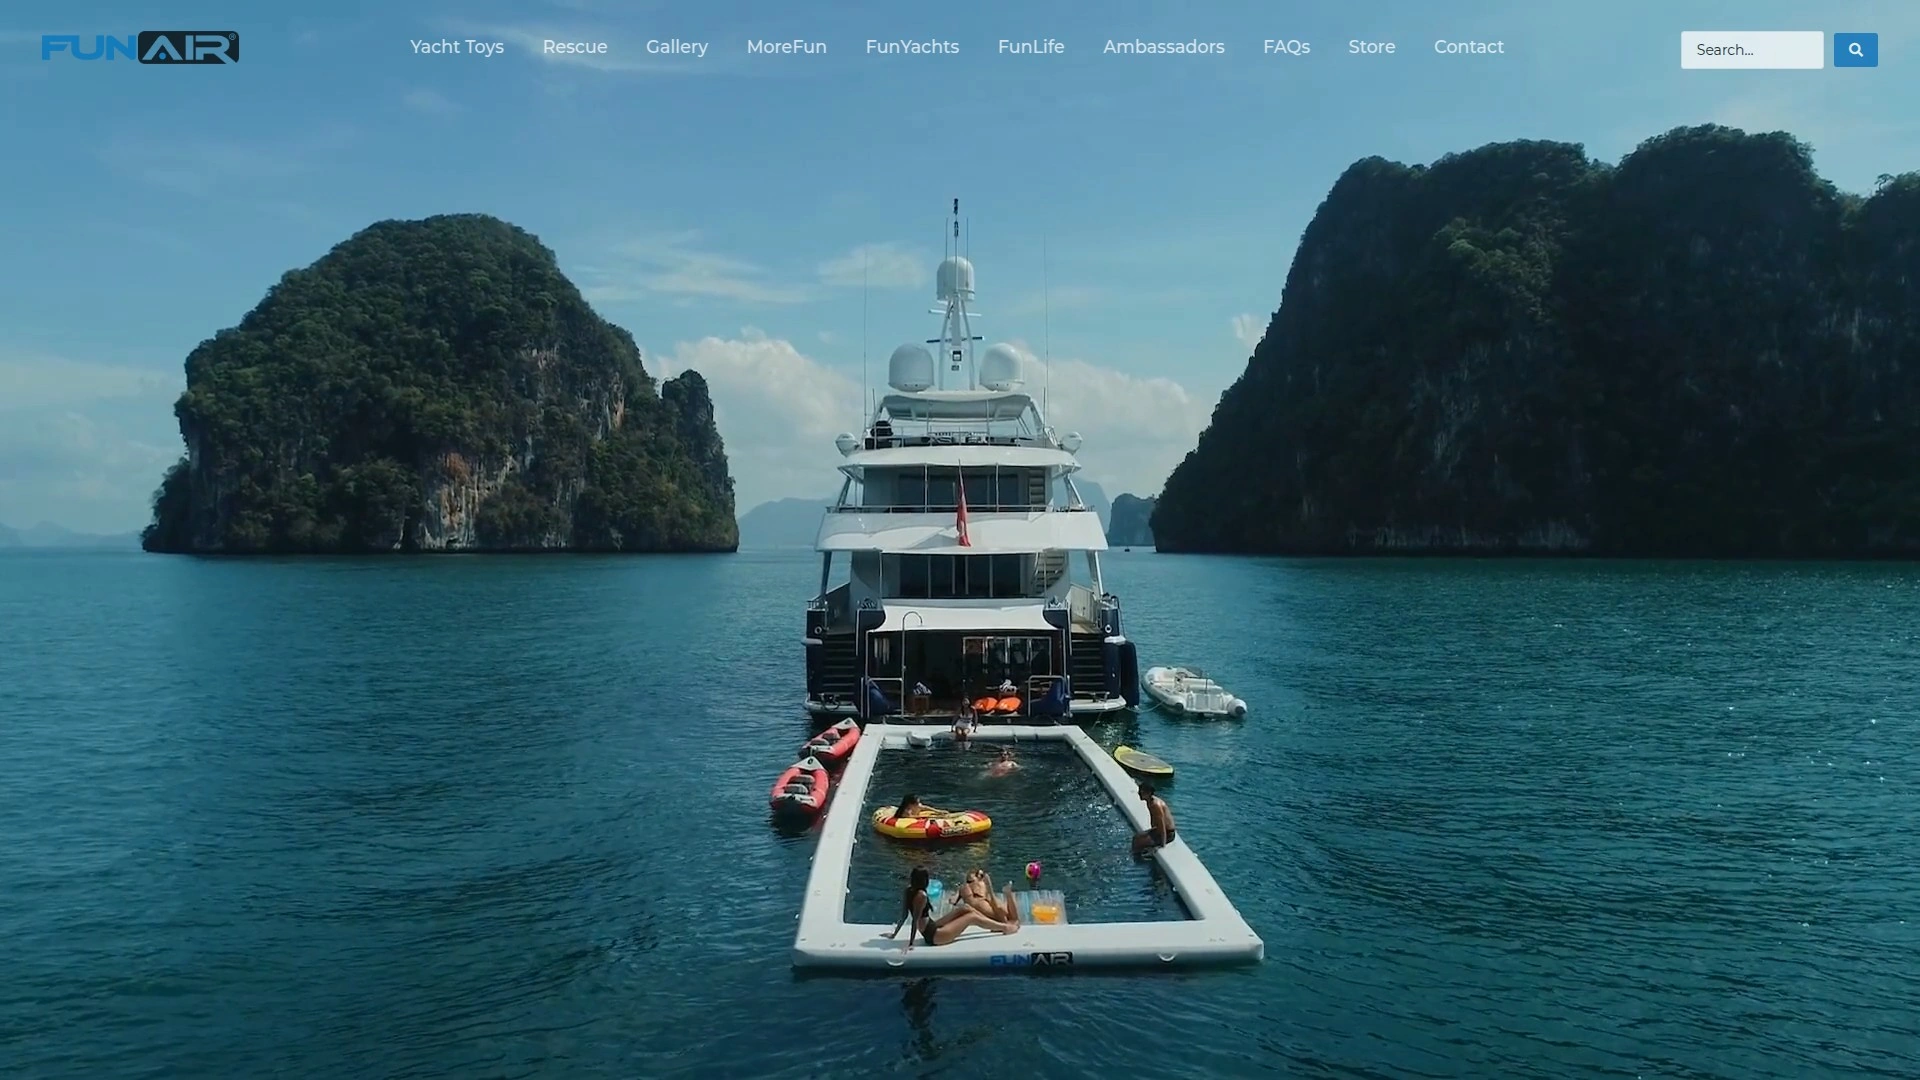 FUNAIR®
Yacht Toys
Rescue
Gallery
MoreFun
FunYachts
FunLife
Ambassadors
FAQs
Store
Contact
Search...
FUNAIR